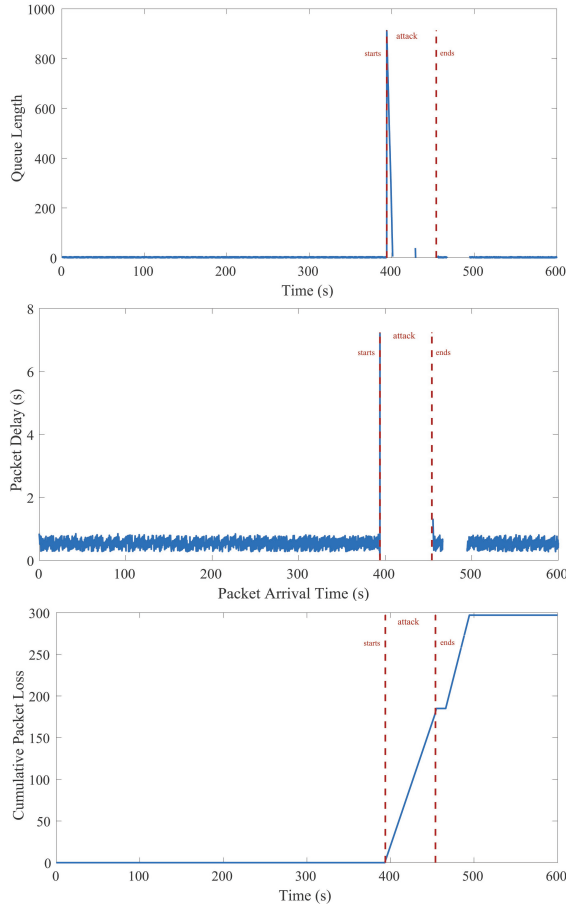 attack
starts
ends
Queue Length
1000
800
600
400
200
0
0 100 200 300 400 500 600
Time (s)
8
6
4
2
0
Packet Delay (s)
attack
starts
ends
0 100 200 300 400 500 600
Packet Arrival Time (s)
300
250
200
150
100
50
0
Cumulative Packet Loss
attack
starts
ends
0 100 200 300 400 500 600
Time (s)